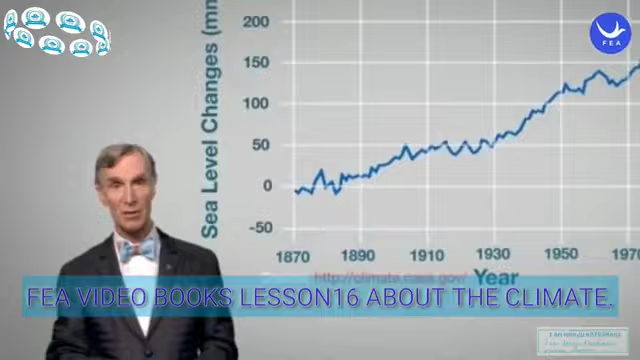 FEA
200
150
100
50
0
-50
Sea Level Changes (mm
1870 1890 1910 1930 1950 1970
http://climate.nasa.gov/ Year
FEA VIDEO BOOKS LESSON16 ABOUT THE CLIMATE.